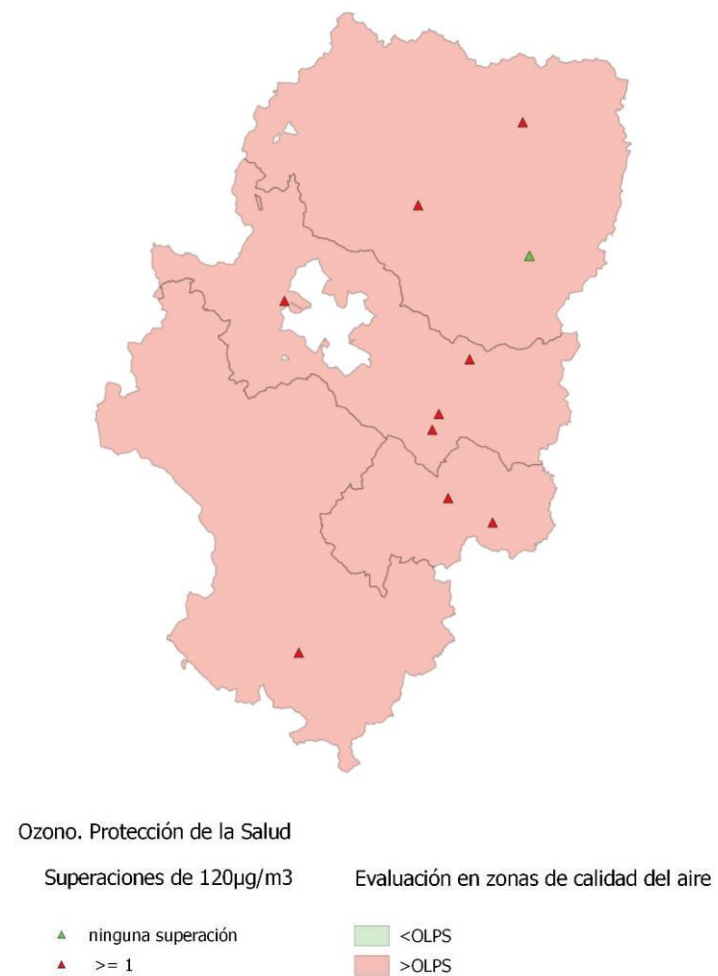 Ozono. Protección de la Salud
Superaciones de 120µg/m3
Evaluación en zonas de calidad del aire
ninguna superación
<OLPS
>= 1
>OLPS